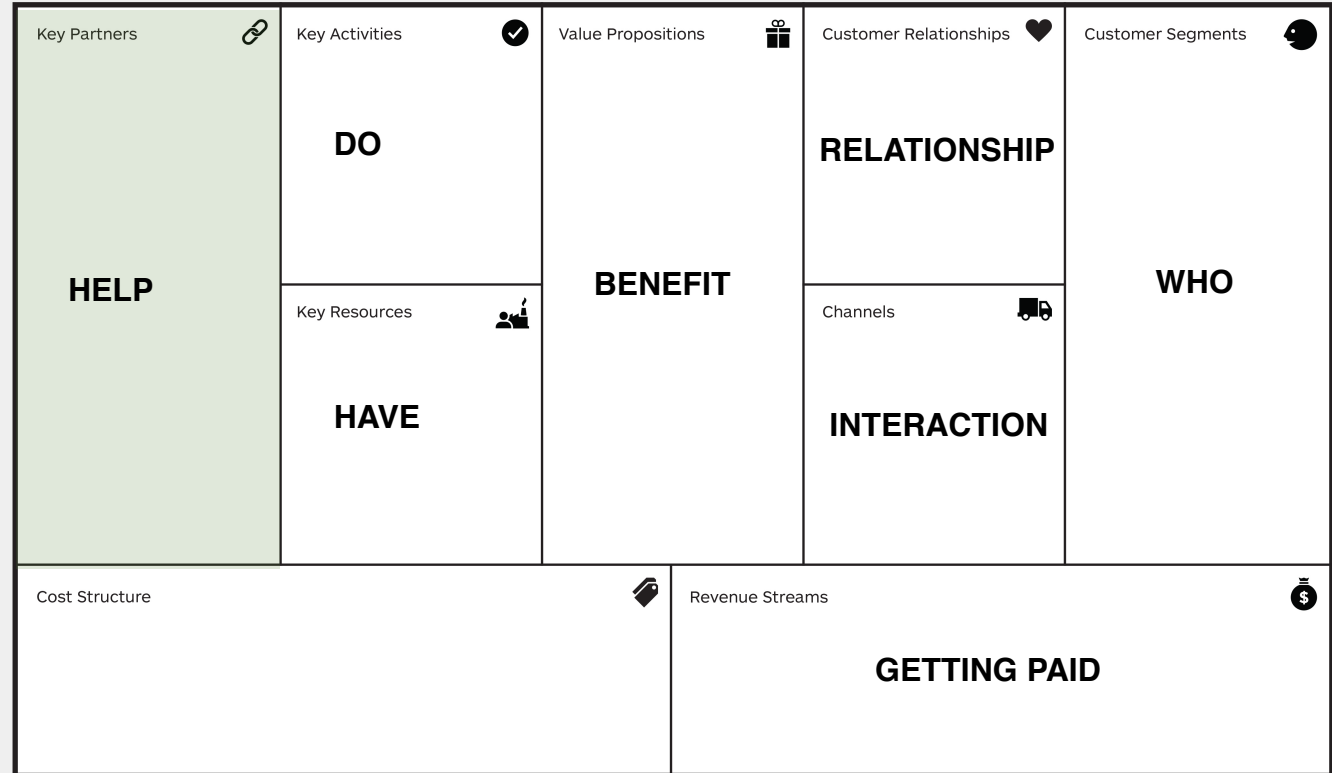 Key Partners
HELP
Key Activities
DO
Key Resources
HAVE
Value Propositions
BENEFIT
Customer Relationships
RELATIONSHIP
Channels
INTERACTION
Customer Segments
WHO
Cost Structure
Revenue Streams
$
GETTING PAID